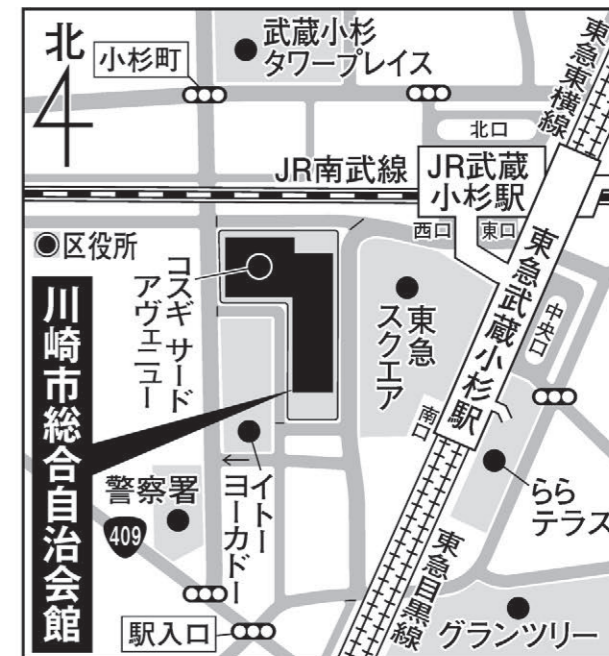 北
小杉町
武蔵小杉
タワープレイス
東急東横線
北口
JR南武線
JR武蔵
小杉駅
西口
東口
区役所
コスギ サード
アヴェニュー
東急
スクエア
東急武蔵小杉駅
中央口
南口
川崎市総合自治会館
イトー
ヨーカドー
警察署
409
らら
テラス
東急目黒線
駅入口
グランツリー